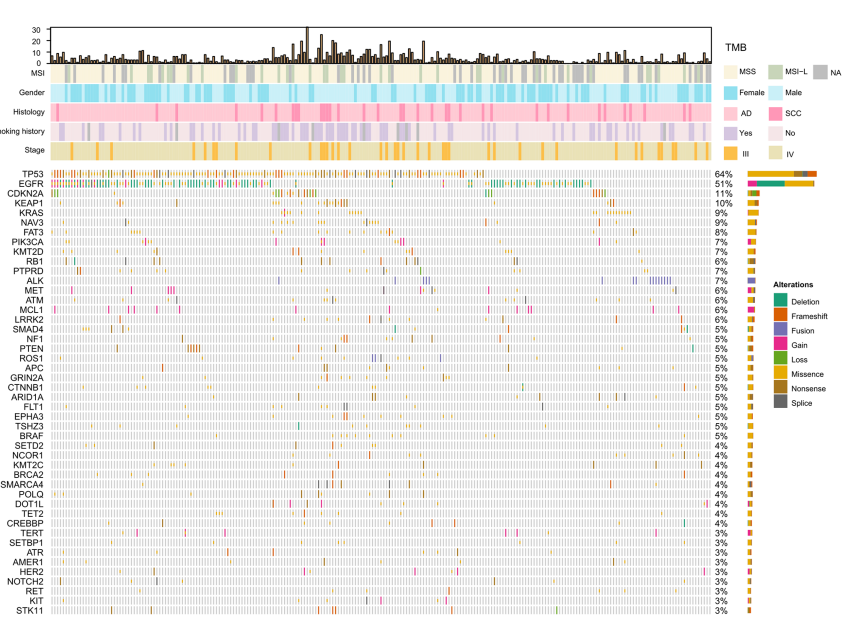 30
20
10
0
TMB
MSI
MSS MSI-L NA
Gender
Female Male
Histology
AD SCC
oking history
Yes No
Stage
III IV
TP53 64%
EGFR 51%
CDKN2A 11%
KEAP1 10%
KRAS 9%
NAV3 9%
FAT3 8%
PIK3CA 7%
KMT2D 7%
RB1 6%
PTPRD 7%
ALK 7%
MET 6%
ATM 6%
MCL1 6%
LRRK2 6%
SMAD4 5%
NF1 5%
PTEN 5%
ROS1 5%
APC 5%
GRIN2A 5%
CTNNB1 5%
ARID1A 5%
FLT1 5%
EPHA3 5%
TSHZ3 5%
BRAF 5%
SETD2 4%
NCOR1 4%
KMT2C 4%
BRCA2 4%
SMARCA4 4%
POLQ 4%
DOT1L 4%
TET2 4%
CREBBP 4%
TERT 3%
SETBP1 3%
ATR 3%
AMER1 3%
HER2 3%
NOTCH2 3%
RET 3%
KIT 3%
STK11 3%
Alterations
Deletion
Frameshift
Fusion
Gain
Loss
Missence
Nonsense
Splice